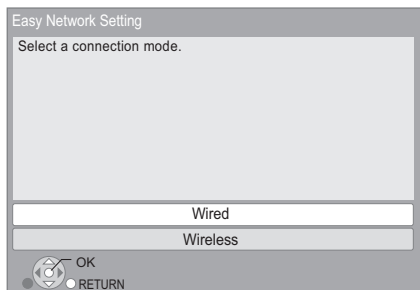 Easy Network Setting
Select a connection mode.
Wired
Wireless
OK
RETURN